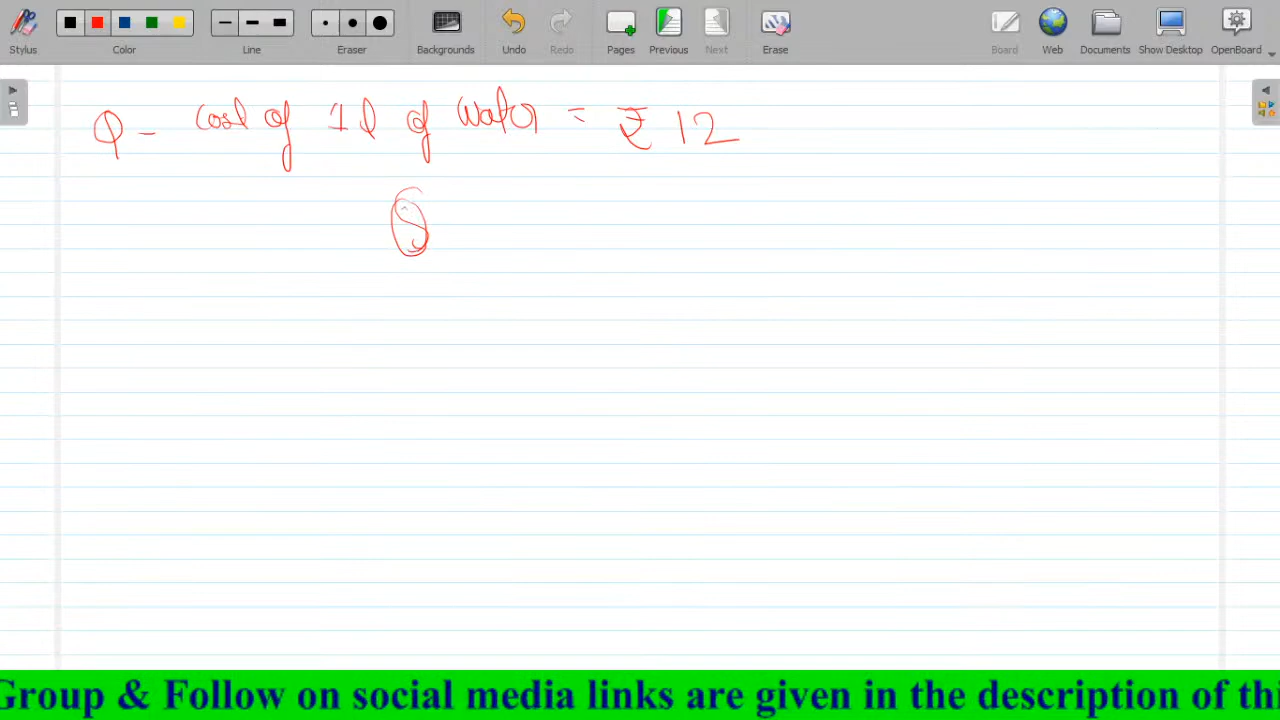 Stylus Color Line Eraser Backgrounds Undo Redo Pages Previous Next Erase Board Web Documents Show Desktop OpenBoard
Q - cost of 1 l of water = ₹ 12
Group & Follow on social media links are given in the description of thi